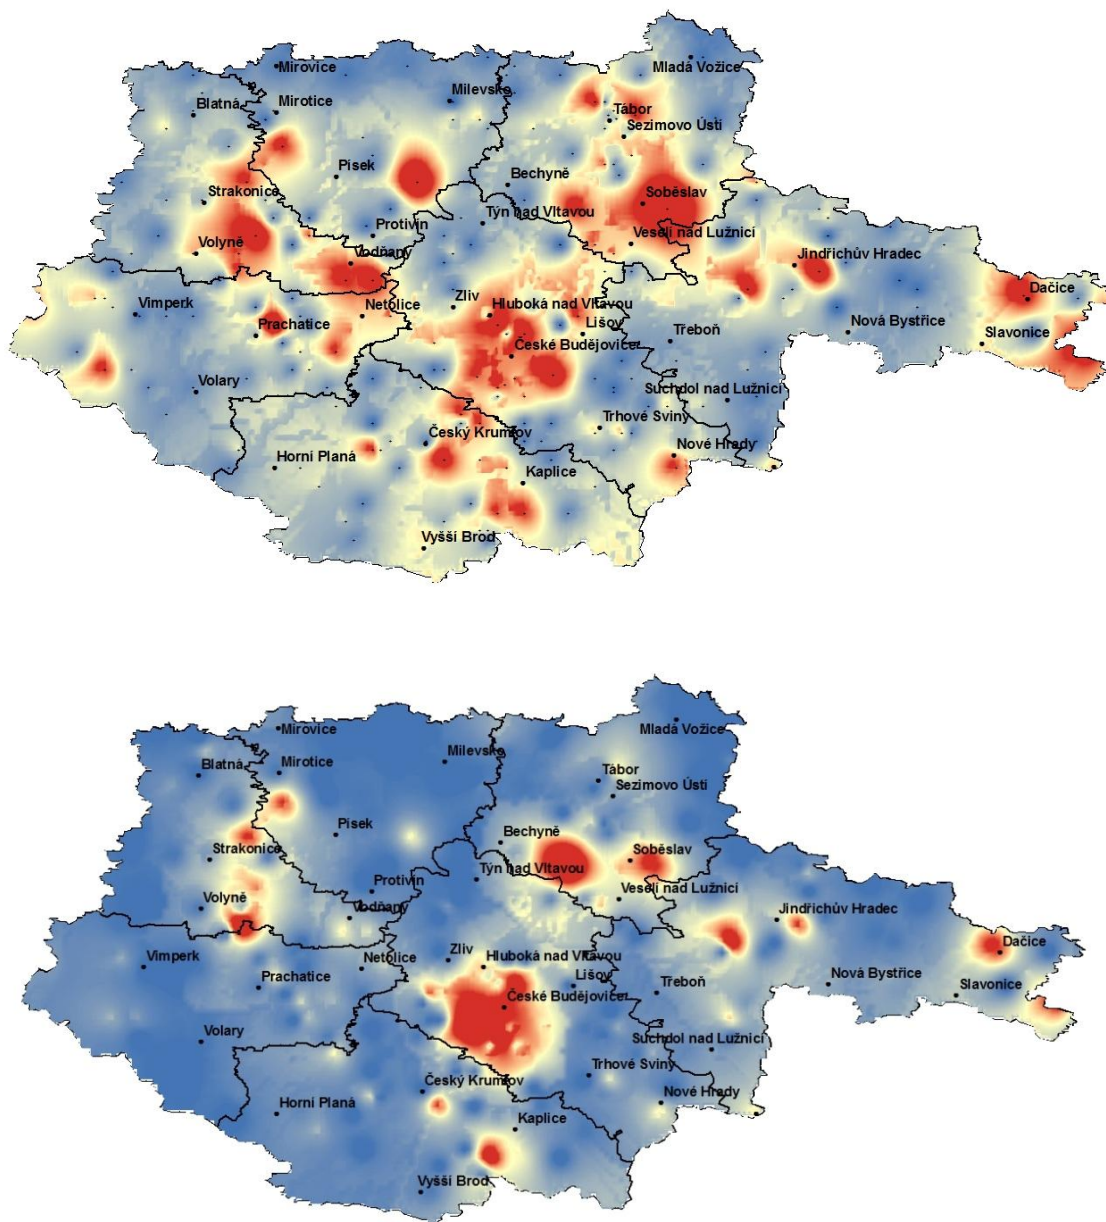 Mirovice
Mladá Vožice
Milevsko
Blatná
Mirotice
Tábor
Sezimovo Ústí
Písek
Bechyně
Strakonice
Soběslav
Týn nad Vltavou
Protivín
Veselí nad Lužnicí
Volyně
Vodňany
Jindřichův Hradec
Dačice
Vimperk
Zliv
Hluboká nad Vltavou
Netolice
Prachatice
Lišov
Třeboň
Nová Bystřice
Slavonice
České Budějovice
Volary
Suchdol nad Lužnicí
Trhové Sviny
Český Krumlov
Nové Hrady
Horní Planá
Kaplice
Vyšší Brod
Mirovice
Mladá Vožice
Milevsko
Blatná
Mirotice
Tábor
Sezimovo Ústí
Písek
Bechyně
Strakonice
Soběslav
Týn nad Vltavou
Protivín
Veselí nad Lužnicí
Volyně
Vodňany
Jindřichův Hradec
Dačice
Vimperk
Zliv
Hluboká nad Vltavou
Netolice
Prachatice
Lišov
Třeboň
Nová Bystřice
Slavonice
České Budějovice
Volary
Suchdol nad Lužnicí
Trhové Sviny
Český Krumlov
Nové Hrady
Horní Planá
Kaplice
Vyšší Brod